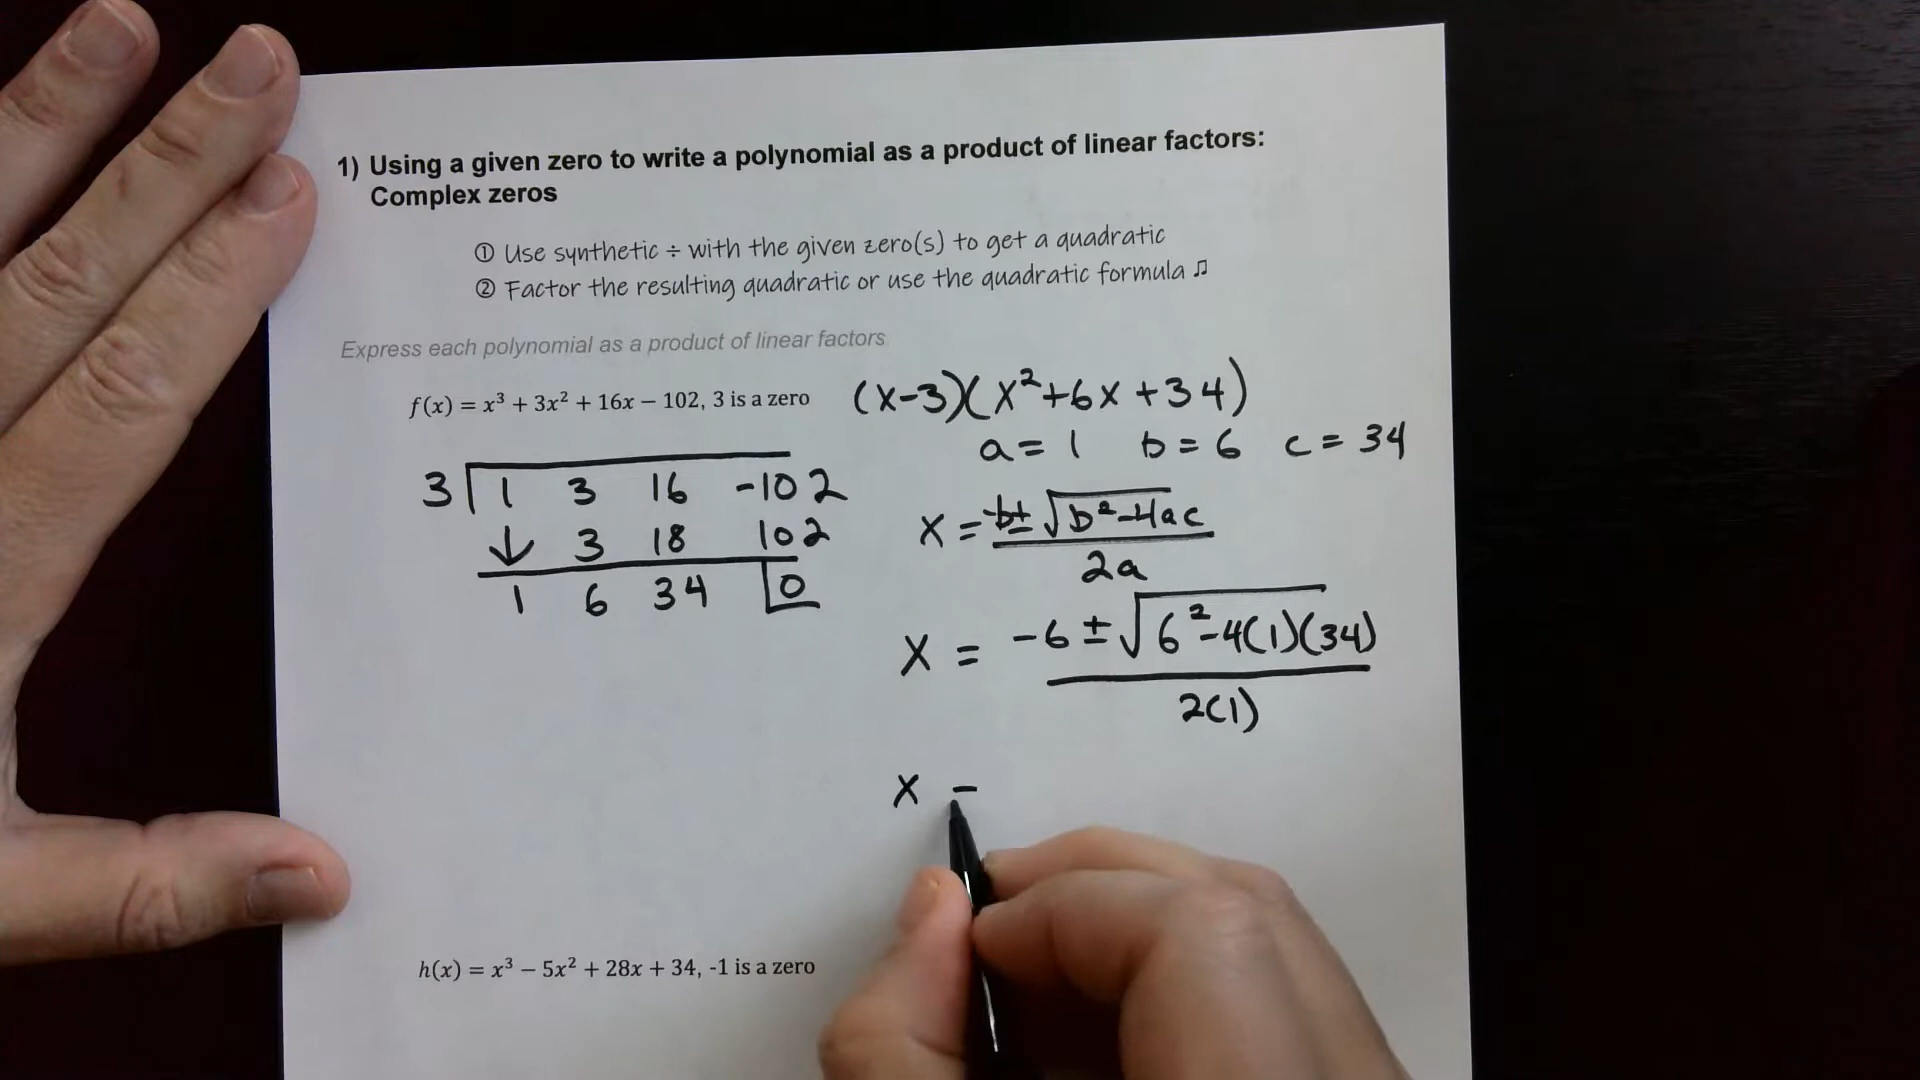 1) Using a given zero to write a polynomial as a product of linear factors:
Complex zeros
① Use synthetic ÷ with the given zero(s) to get a quadratic
② Factor the resulting quadratic or use the quadratic formula ♫
Express each polynomial as a product of linear factors
f(x) = x³ + 3x² + 16x − 102, 3 is a zero
(x-3)(x²+6x+34)
a = 1 b = 6 c = 34
3 1 3 16 -102
↓ 3 18 102
1 6 34 0
x = -b± √b²-4ac
2a
x = -6 ± √6²-4(1)(34)
2(1)
x -
h(x) = x³ − 5x² + 28x + 34, -1 is a zero